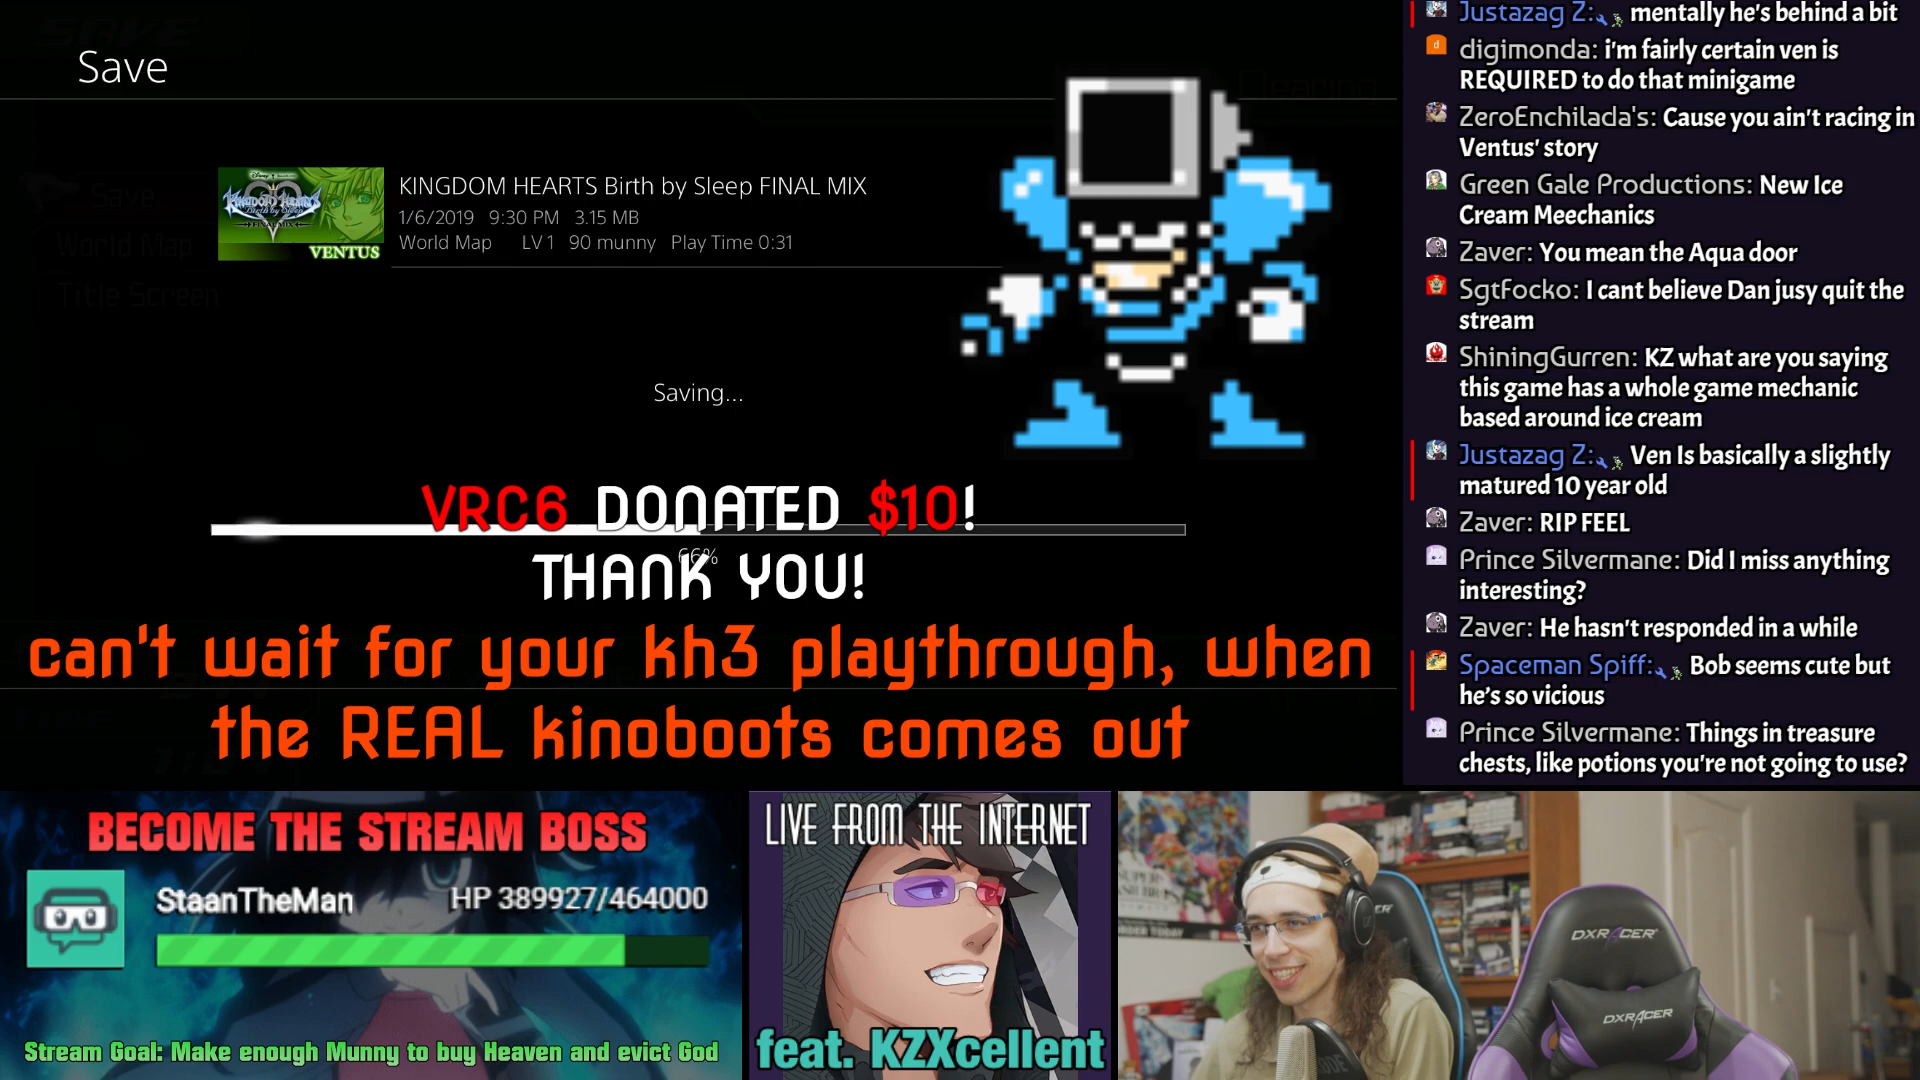 Save
KINGDOM HEARTS Birth by Sleep FINAL MIX
1/6/2019 9:30 PM 3.15 MB
World Map LV 1 90 munny Play Time 0:31
VENTUS
Save
World Map
Title Screen
Saving...
VRC6 DONATED $10!
66%
THANK YOU!
can't wait for your kh3 playthrough, when
the REAL kinoboots comes out
Justazag Z: mentally he's behind a bit
digimonda: i'm fairly certain ven is
REQUIRED to do that minigame
ZeroEnchilada's: Cause you ain't racing in
Ventus' story
Green Gale Productions: New Ice
Cream Meechanics
Zaver: You mean the Aqua door
SgtFocko: I cant believe Dan jusy quit the
stream
ShiningGurren: KZ what are you saying
this game has a whole game mechanic
based around ice cream
Justazag Z: Ven Is basically a slightly
matured 10 year old
Zaver: RIP FEEL
Prince Silvermane: Did I miss anything
interesting?
Zaver: He hasn't responded in a while
Spaceman Spiff: Bob seems cute but
he's so vicious
Prince Silvermane: Things in treasure
chests, like potions you're not going to use?
BECOME THE STREAM BOSS
StaanTheMan HP 389927/464000
Stream Goal: Make enough Munny to buy Heaven and evict God
LIVE FROM THE INTERNET
feat. KZXcellent
DXRACER
DXRACER